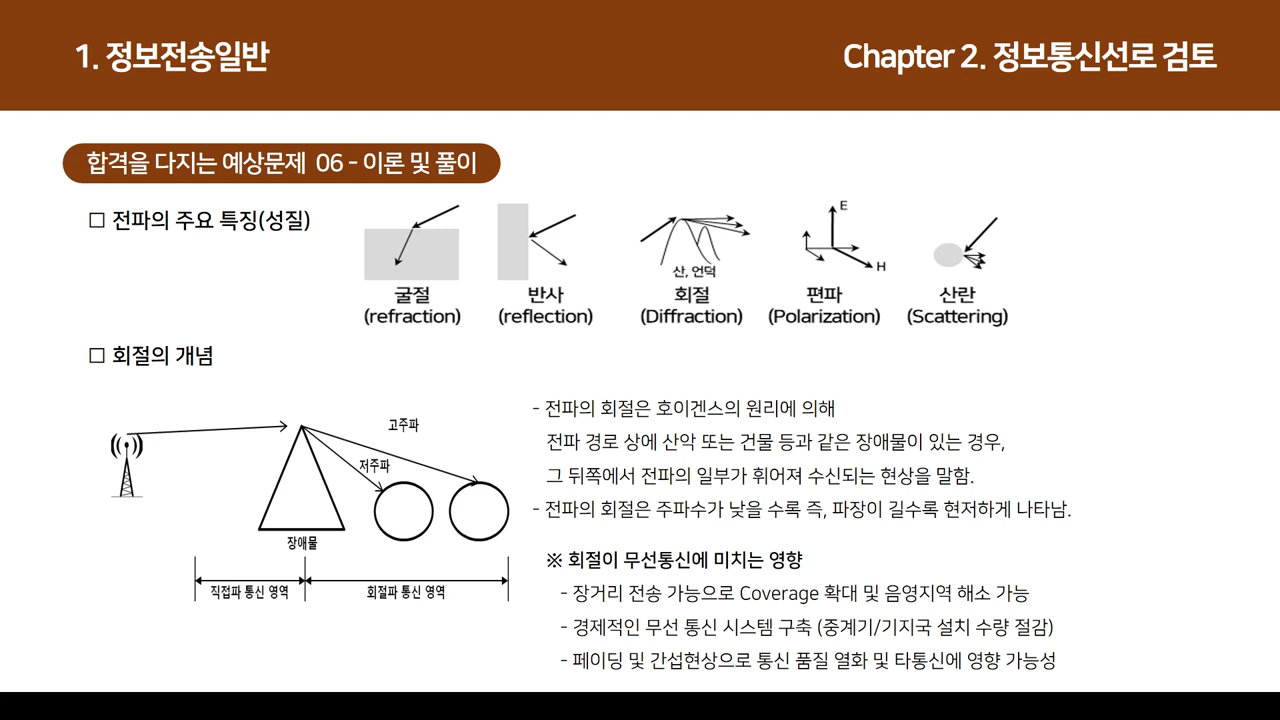 1. 정보전송일반
Chapter 2. 정보통신선로 검토
합격을 다지는 예상문제 06 - 이론 및 풀이
□ 전파의 주요 특징(성질)
산, 언덕
E
H
굴절
(refraction)
반사
(reflection)
회절
(Diffraction)
편파
(Polarization)
산란
(Scattering)
□ 회절의 개념
고주파
저주파
장애물
직접파 통신 영역
회절파 통신 영역
- 전파의 회절은 호이겐스의 원리에 의해
전파 경로 상에 산악 또는 건물 등과 같은 장애물이 있는 경우,
그 뒤쪽에서 전파의 일부가 휘어져 수신되는 현상을 말함.
- 전파의 회절은 주파수가 낮을 수록 즉, 파장이 길수록 현저하게 나타남.
※ 회절이 무선통신에 미치는 영향
- 장거리 전송 가능으로 Coverage 확대 및 음영지역 해소 가능
- 경제적인 무선 통신 시스템 구축 (중계기/기지국 설치 수량 절감)
- 페이딩 및 간섭현상으로 통신 품질 열화 및 타통신에 영향 가능성